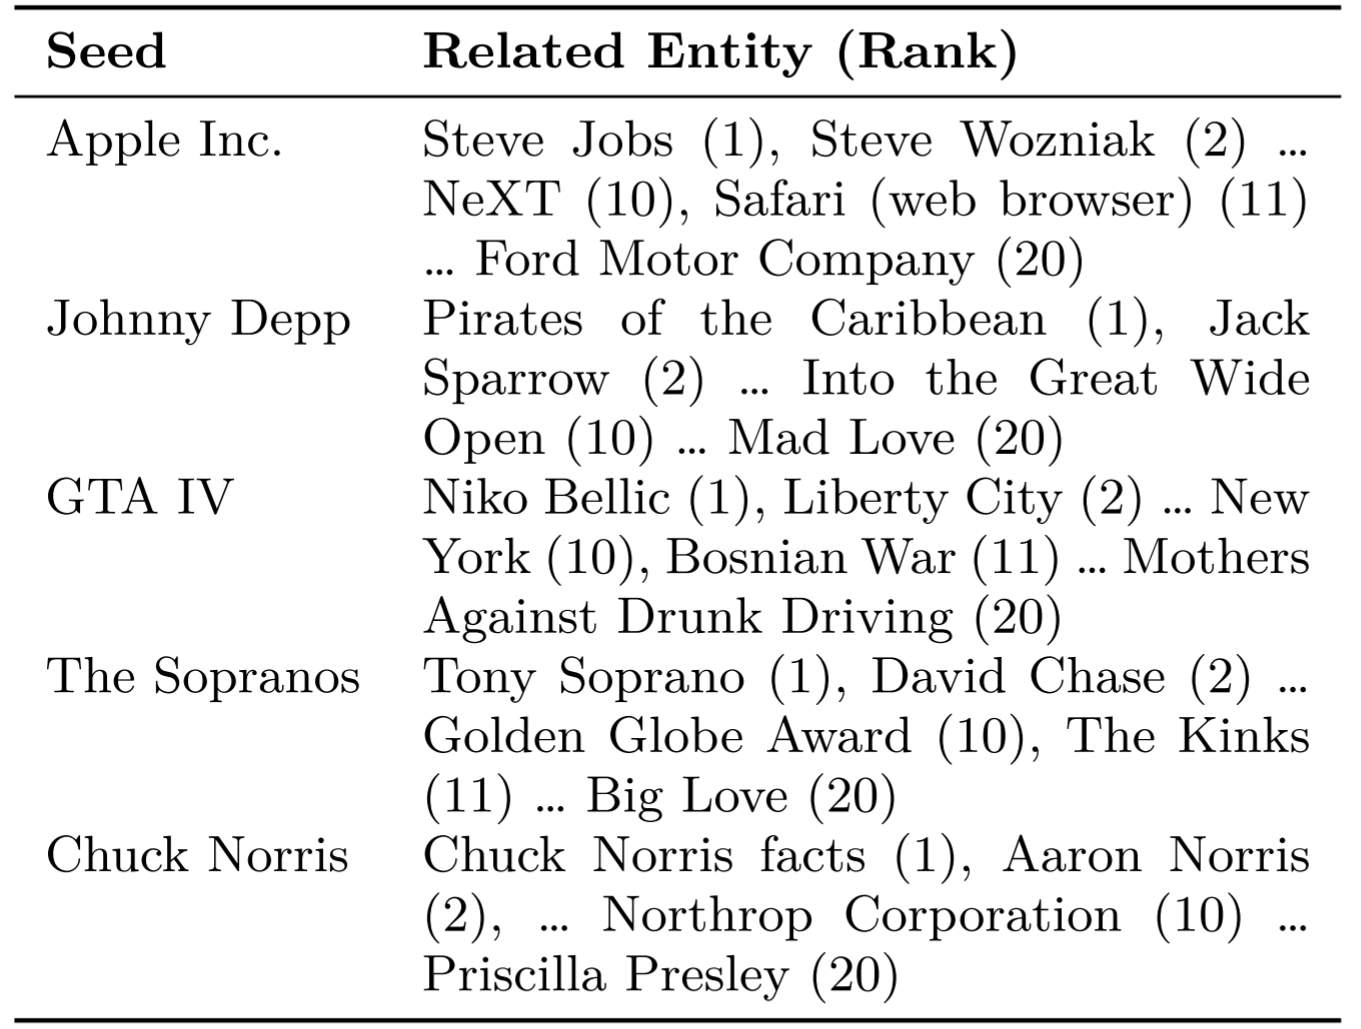 Seed Related Entity (Rank)
Apple Inc. Steve Jobs (1), Steve Wozniak (2) ...
NeXT (10), Safari (web browser) (11)
... Ford Motor Company (20)
Johnny Depp Pirates of the Caribbean (1), Jack
Sparrow (2) ... Into the Great Wide
Open (10) ... Mad Love (20)
GTA IV Niko Bellic (1), Liberty City (2) ... New
York (10), Bosnian War (11) ... Mothers
Against Drunk Driving (20)
The Sopranos Tony Soprano (1), David Chase (2) ...
Golden Globe Award (10), The Kinks
(11) ... Big Love (20)
Chuck Norris Chuck Norris facts (1), Aaron Norris
(2), ... Northrop Corporation (10) ...
Priscilla Presley (20)